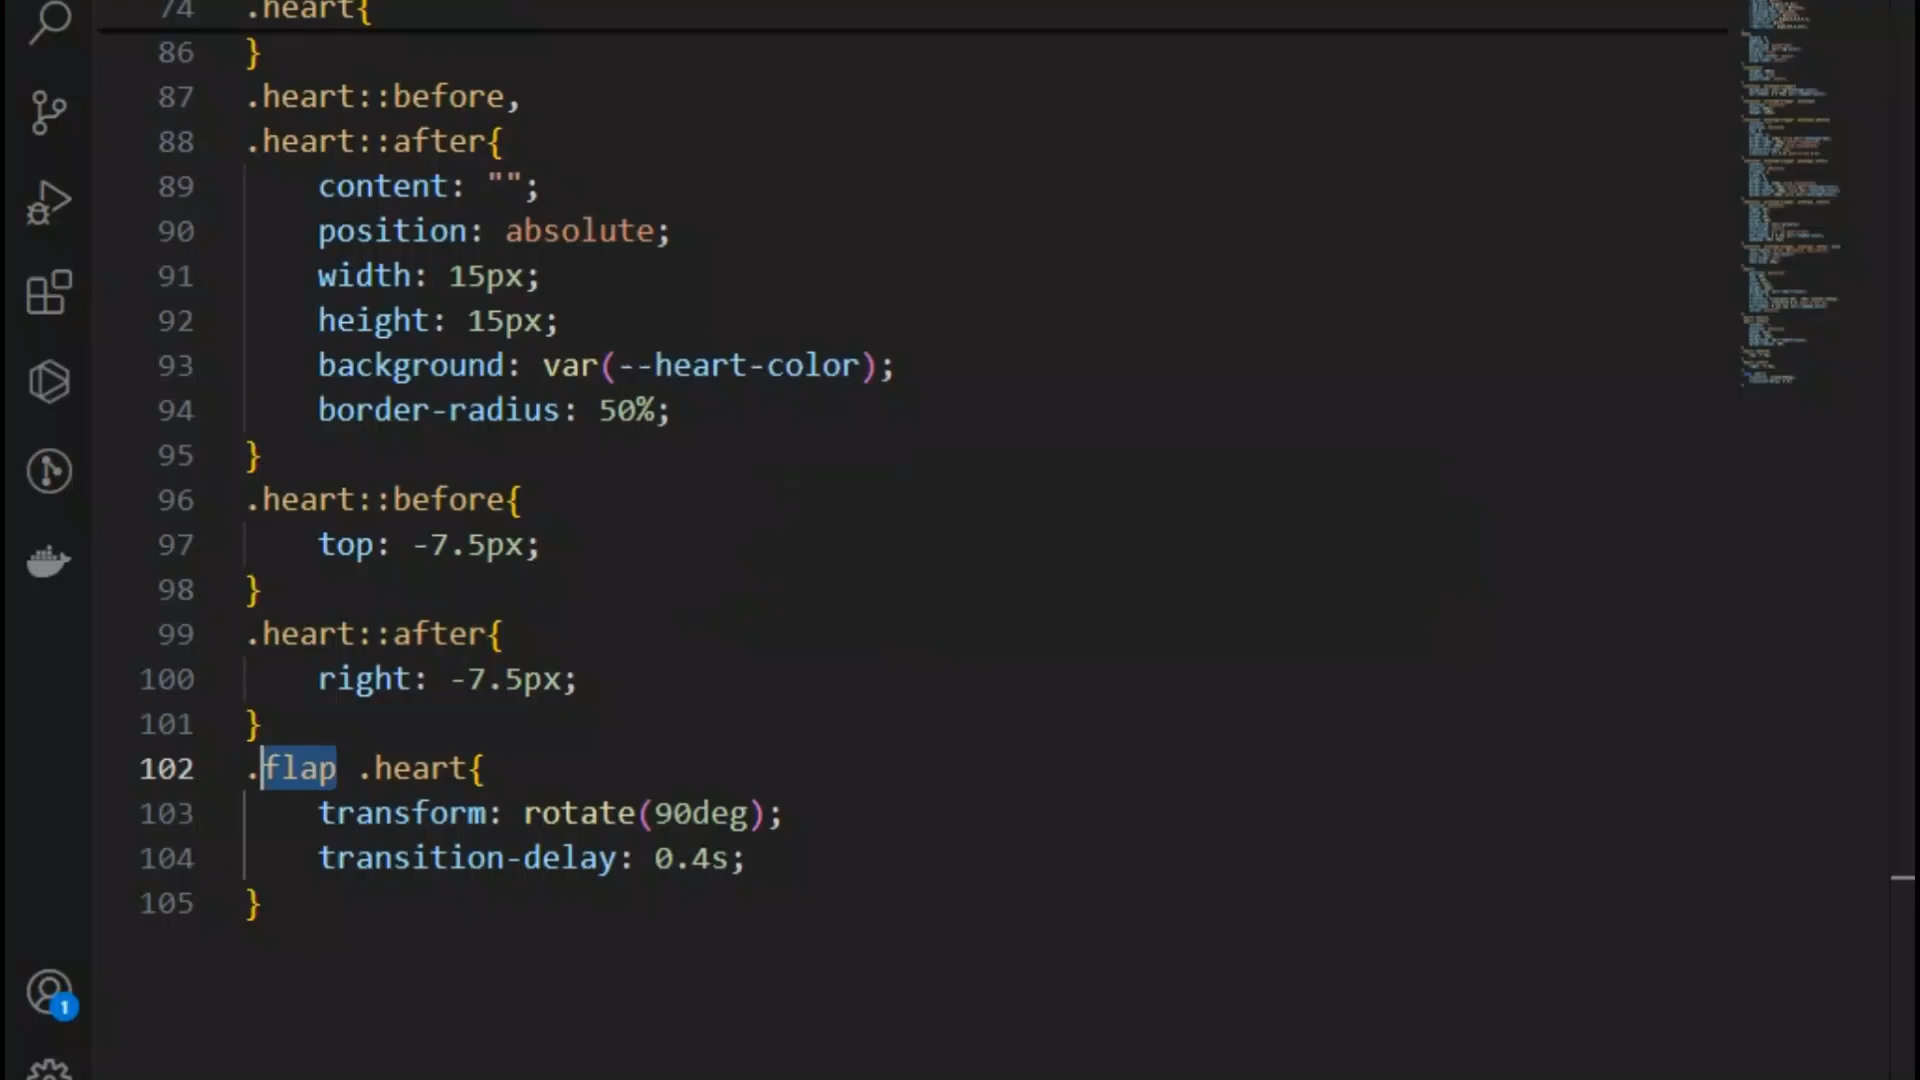 74 .heart{
86 }
87 .heart::before,
88 .heart::after{
89 content: "";
90 position: absolute;
91 width: 15px;
92 height: 15px;
93 background: var(--heart-color);
94 border-radius: 50%;
95 }
96 .heart::before{
97 top: -7.5px;
98 }
99 .heart::after{
100 right: -7.5px;
101 }
102 .flap .heart{
103 transform: rotate(90deg);
104 transition-delay: 0.4s;
105 }
1